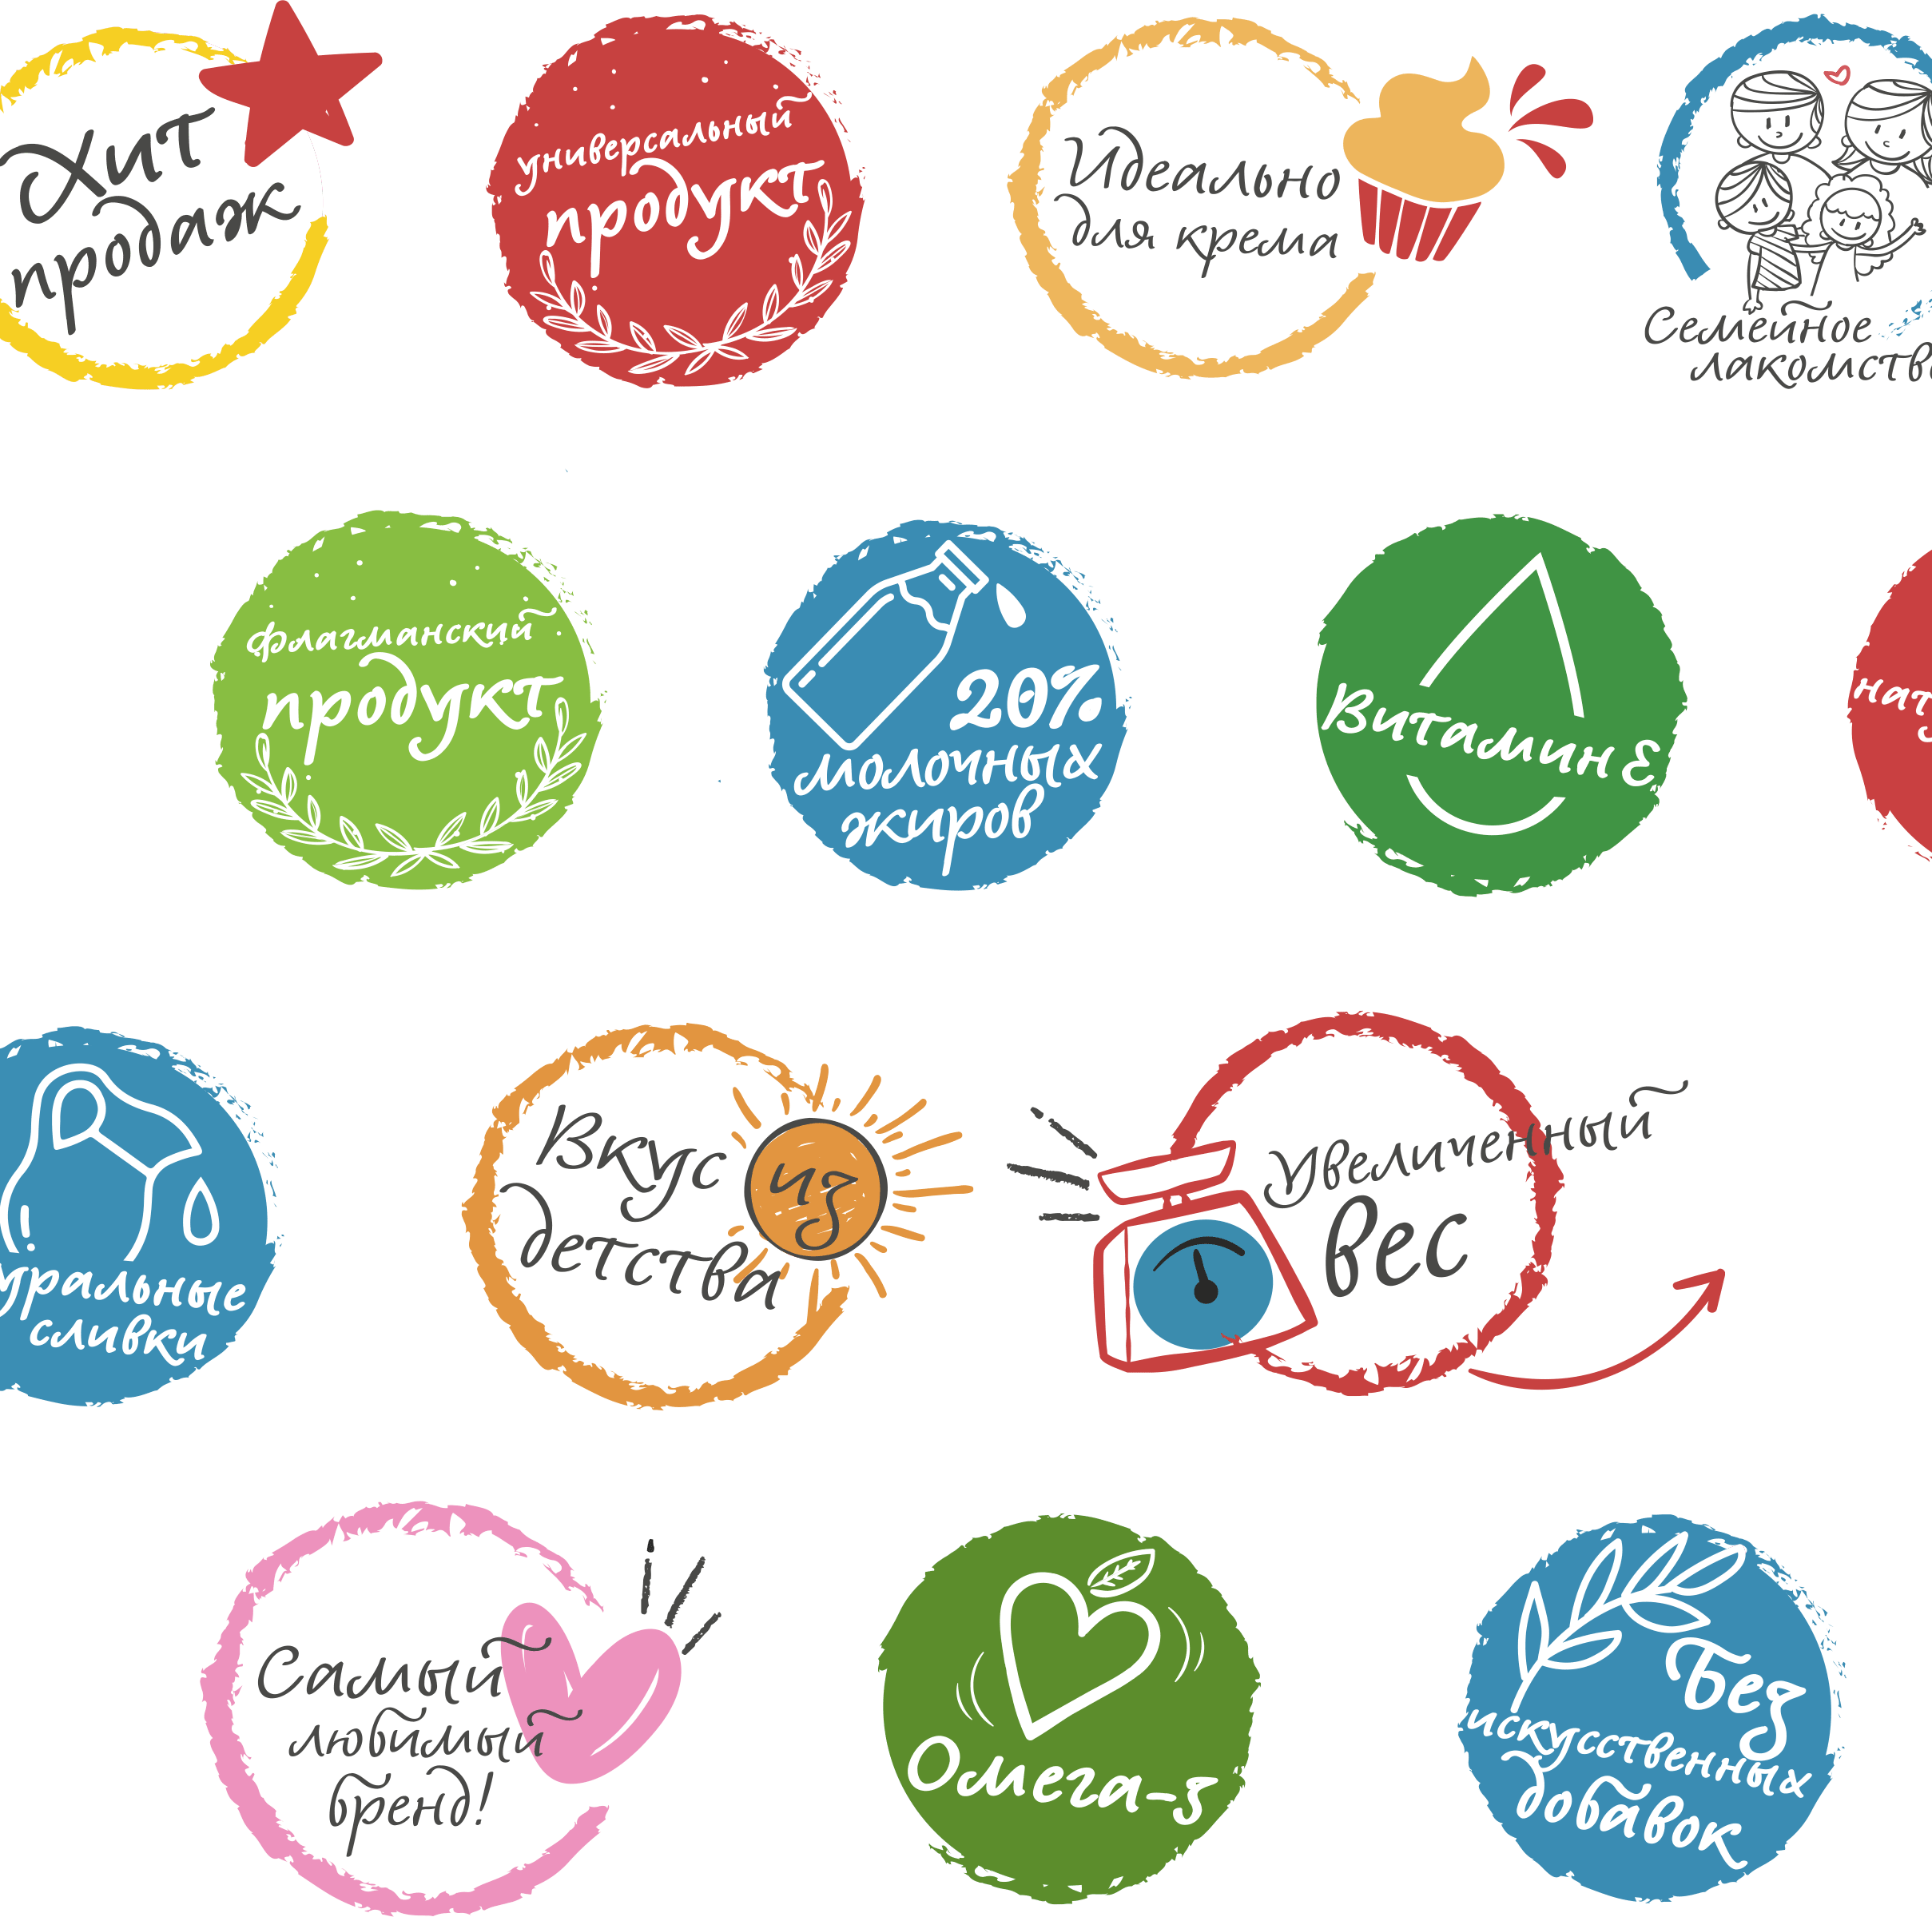 Хит
продаж
универсальный
продукт
Идеально
для крема
Семейное
лакомство
флагманский
продукт
20%
молочных
жиров
Витамин Е
сливки
Вкус
детства
увеличенный
вес
Самый
любимый
бренд!
Омега-3
Без
искусственных
добавок